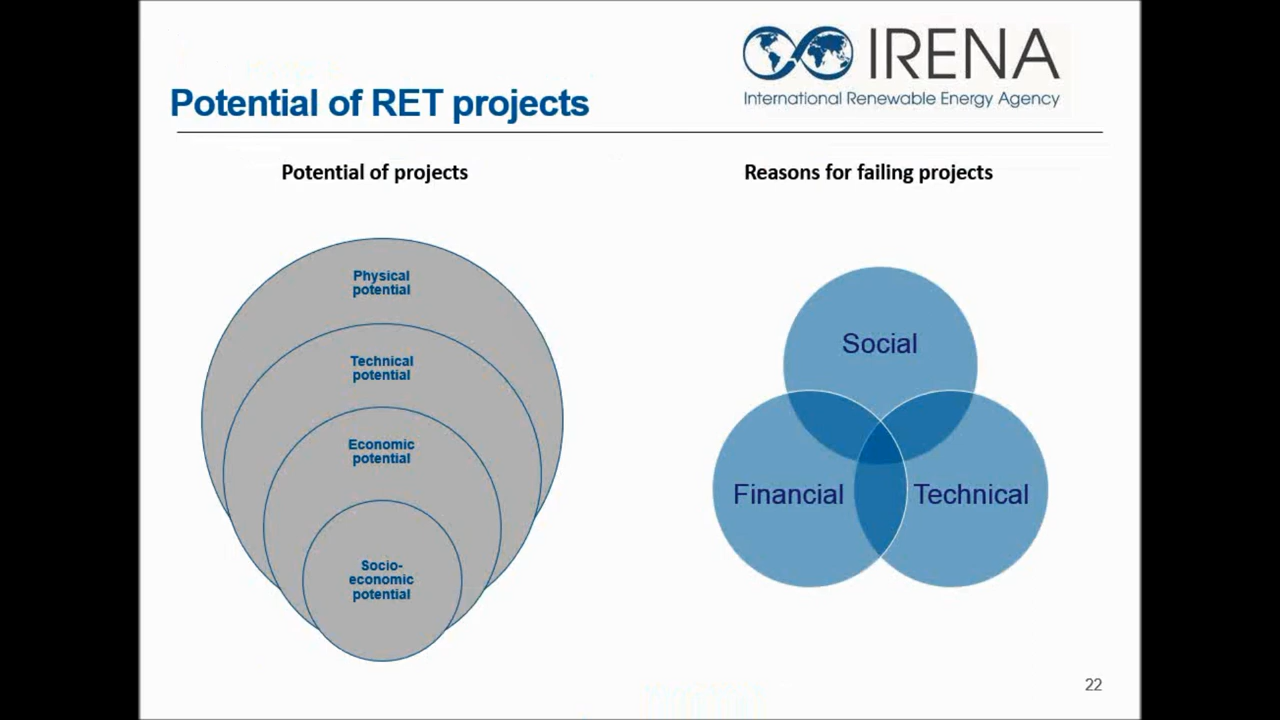 IRENA
International Renewable Energy Agency
Potential of RET projects
Potential of projects
Reasons for failing projects
Physical
potential
Technical
potential
Economic
potential
Socio-
economic
potential
Social
Financial
Technical
22